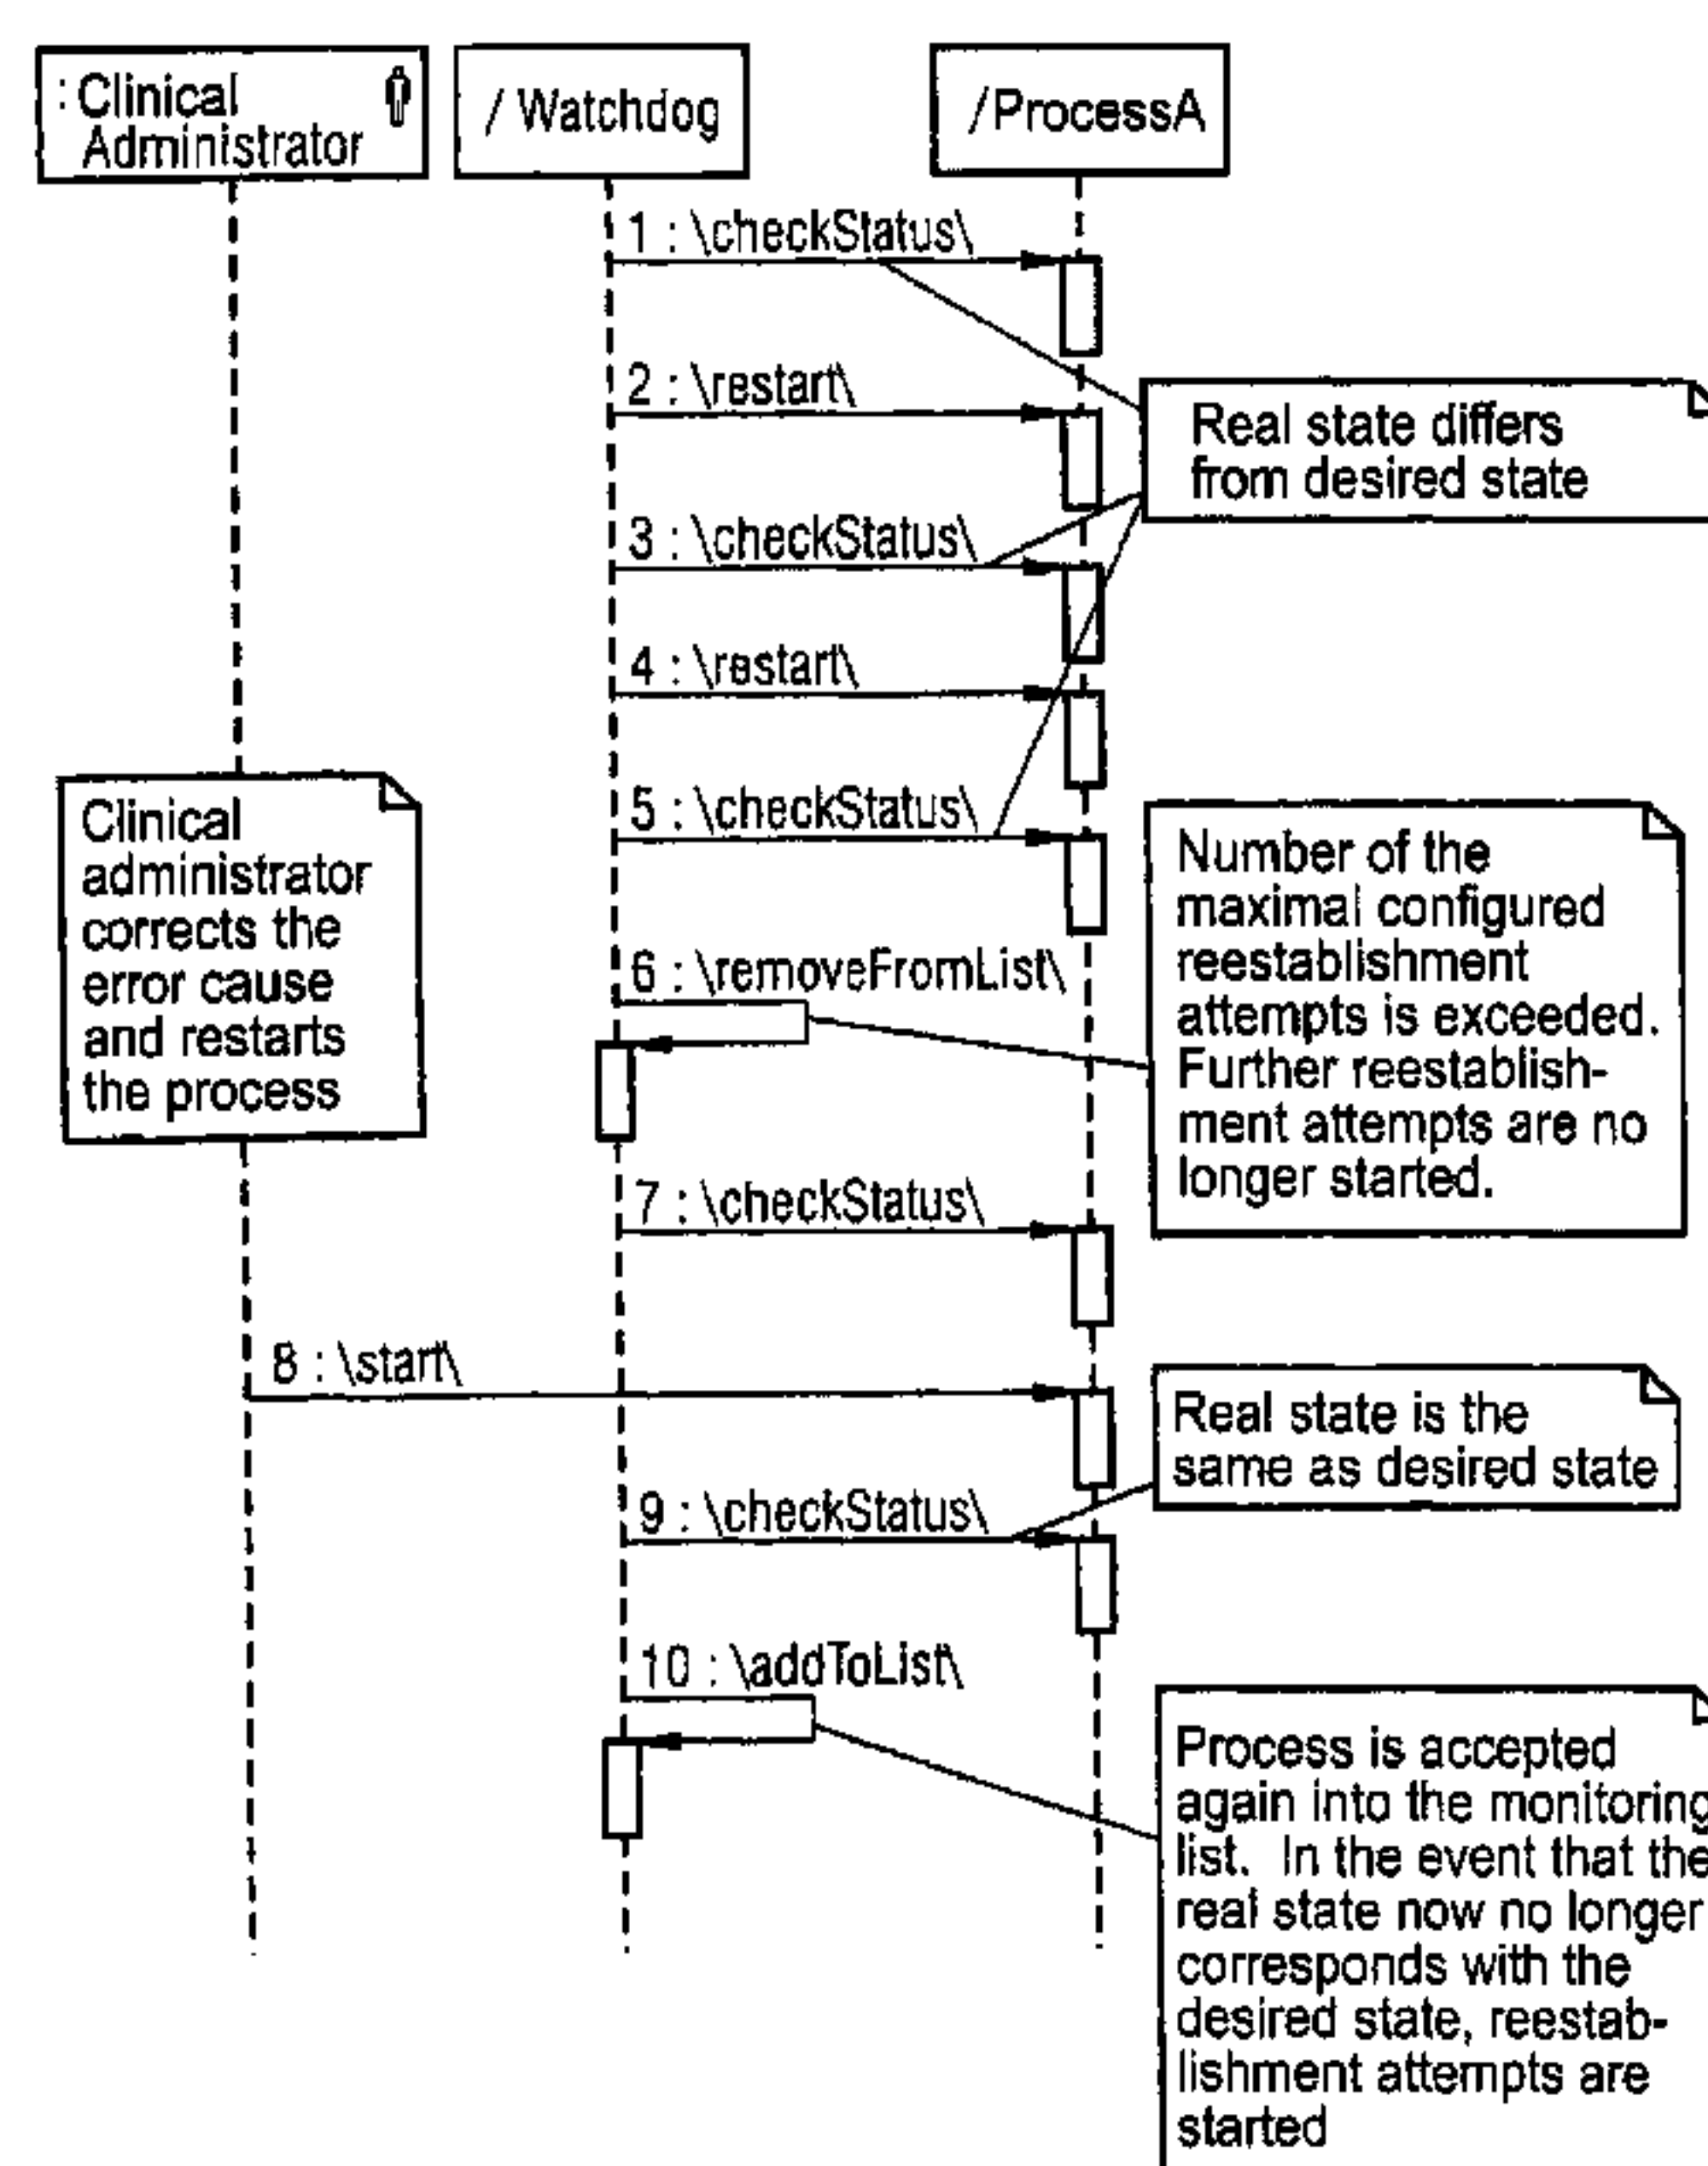 : Clinical
Administrator
/ Watchdog
/ProcessA
1 : \checkStatus\
2 : \restart\
Real state differs
from desired state
3 : \checkStatus\
4 : \restart\
5 : \checkStatus\
Clinical
administrator
corrects the
error cause
and restarts
the process
Number of the
maximal configured
reestablishment
attempts is exceeded.
Further reestablish-
ment attempts are no
longer started.
6 : \removeFromList\
7 : \checkStatus\
8 : \start\
Real state is the
same as desired state
9 : \checkStatus\
10 : \addToList\
Process is accepted
again into the monitoring
list. In the event that the
real state now no longer
corresponds with the
desired state, reestab-
lishment attempts are
started